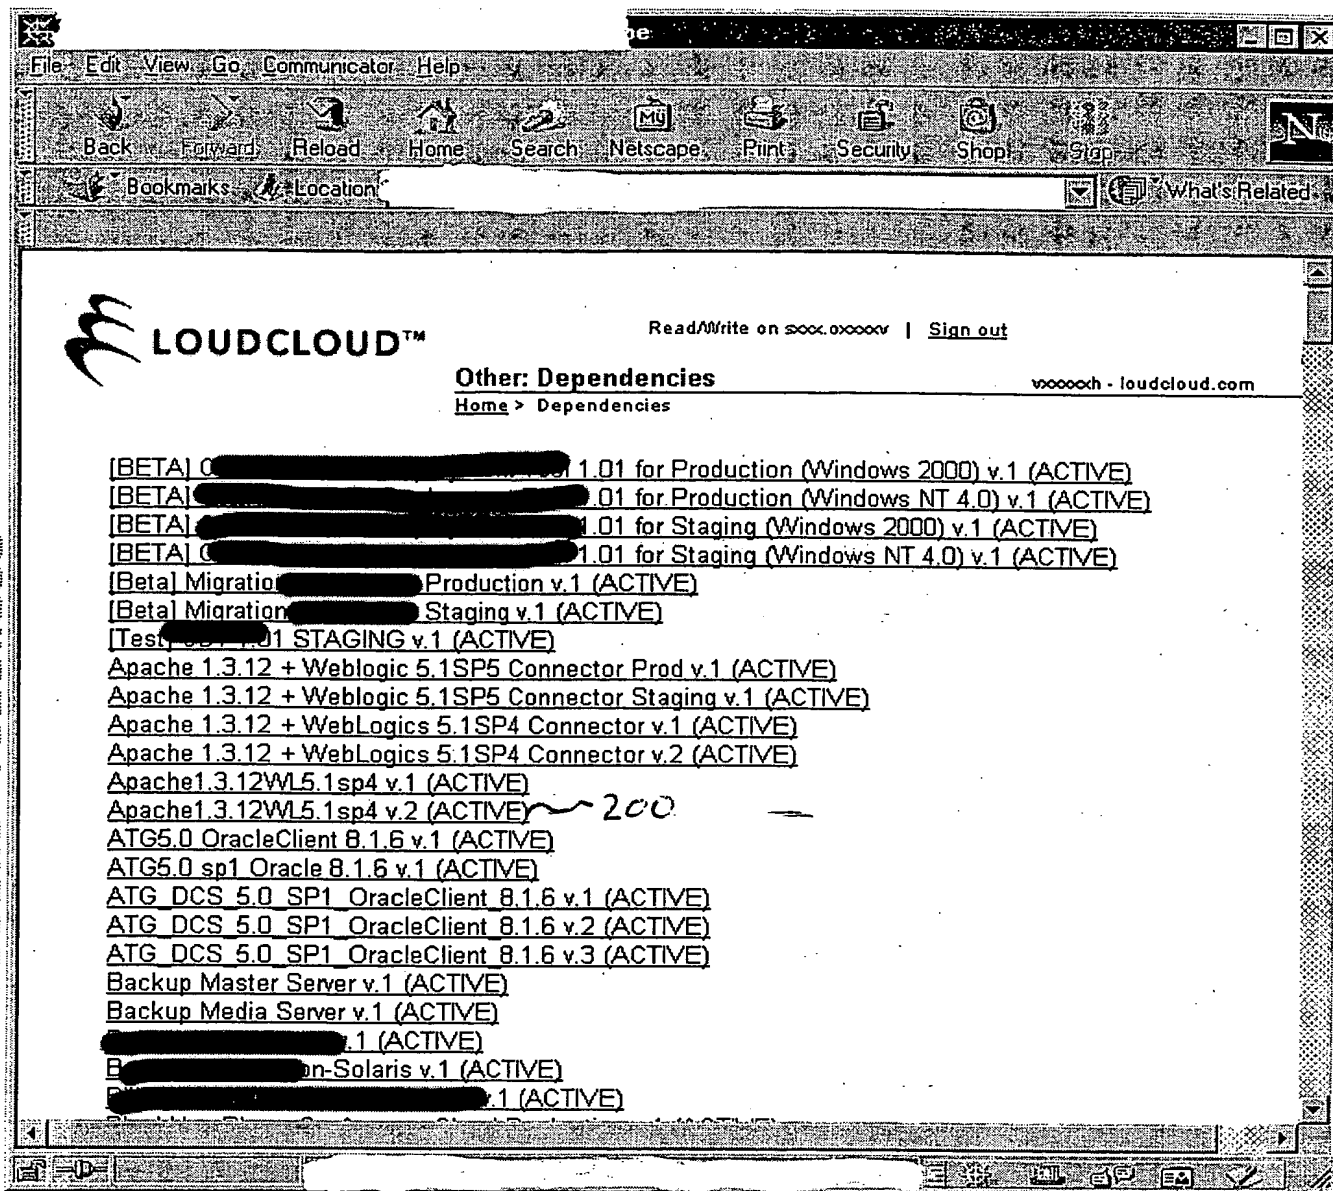 File Edit View Go Communicator Help
Back Forward Reload Home Search Netscape Print Security Shop Stop
My
N
Bookmarks Location What's Related
LOUDCLOUD™
Read/Write on sxxx.oxxxxv | Sign out
Other: Dependencies
vxxxxxh - loudcloud.com
Home > Dependencies
[BETA] 1.01 for Production (Windows 2000) v.1 (ACTIVE)
[BETA] .01 for Production (Windows NT 4.0) v.1 (ACTIVE)
[BETA] 1.01 for Staging (Windows 2000) v.1 (ACTIVE)
[BETA] 1.01 for Staging (Windows NT 4.0) v.1 (ACTIVE)
[Beta] Migration Production v.1 (ACTIVE)
[Beta] Migration Staging v.1 (ACTIVE)
[Test] STAGING v.1 (ACTIVE)
Apache 1.3.12 + Weblogic 5.1SP5 Connector Prod v.1 (ACTIVE)
Apache 1.3.12 + Weblogic 5.1SP5 Connector Staging v.1 (ACTIVE)
Apache 1.3.12 + WebLogics 5.1SP4 Connector v.1 (ACTIVE)
Apache 1.3.12 + WebLogics 5.1SP4 Connector v.2 (ACTIVE)
Apache1.3.12WL5.1sp4 v.1 (ACTIVE)
Apache1.3.12WL5.1sp4 v.2 (ACTIVE) 200
ATG5.0 OracleClient 8.1.6 v.1 (ACTIVE)
ATG5.0 sp1 Oracle 8.1.6 v.1 (ACTIVE)
ATG_DCS_5.0_SP1_OracleClient_8.1.6 v.1 (ACTIVE)
ATG_DCS_5.0_SP1_OracleClient_8.1.6 v.2 (ACTIVE)
ATG_DCS_5.0_SP1_OracleClient_8.1.6 v.3 (ACTIVE)
Backup Master Server v.1 (ACTIVE)
Backup Media Server v.1 (ACTIVE)
.1 (ACTIVE)
on-Solaris v.1 (ACTIVE)
.1 (ACTIVE)